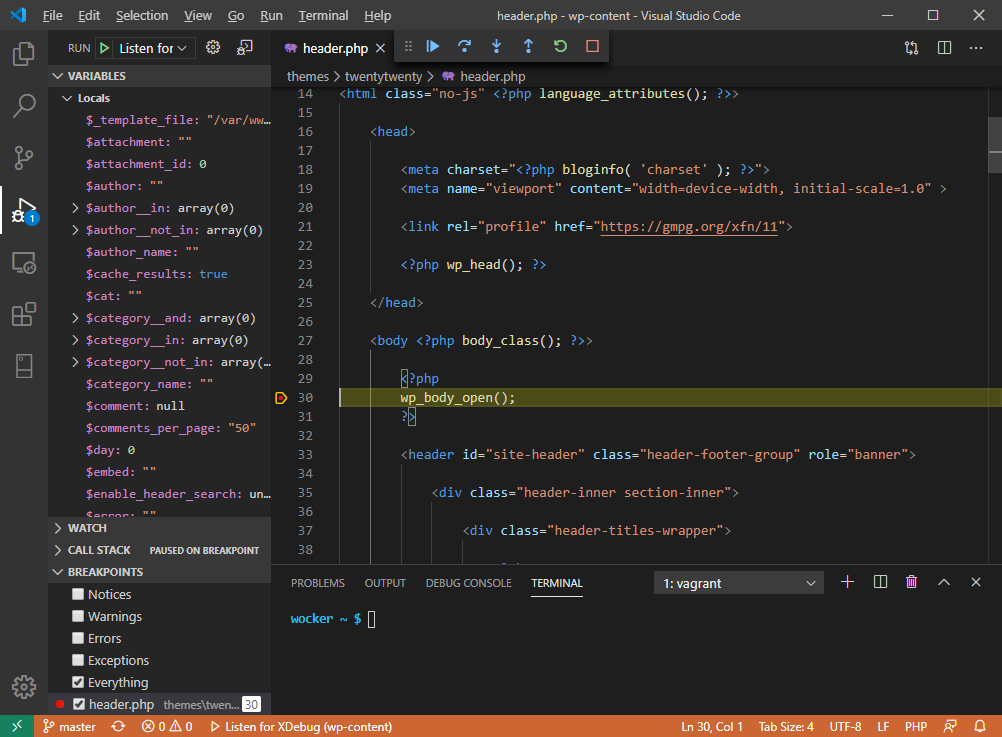 File Edit Selection View Go Run Terminal Help header.php - wp-content - Visual Studio Code
RUN Listen for
header.php
themes > twentytwenty > header.php
VARIABLES
Locals
$_template_file: "/var/ww...
$attachment: ""
$attachment_id: 0
$author: ""
$author__in: array(0)
$author__not_in: array(0)
$author_name: ""
$cache_results: true
$cat: ""
$category__and: array(0)
$category__in: array(0)
$category__not_in: array(...
$category_name: ""
$comment: null
$comments_per_page: "50"
$day: 0
$embed: ""
$enable_header_search: un...
$error: ""
WATCH
CALL STACK PAUSED ON BREAKPOINT
BREAKPOINTS
Notices
Warnings
Errors
Exceptions
Everything
header.php themes\twen... 30
1
14 <html class="no-js" <?php language_attributes(); ?>>
15
16 <head>
17
18 <meta charset="<?php bloginfo( 'charset' ); ?>">
19 <meta name="viewport" content="width=device-width, initial-scale=1.0" >
20
21 <link rel="profile" href="https://gmpg.org/xfn/11">
22
23 <?php wp_head(); ?>
24
25 </head>
26
27 <body <?php body_class(); ?>>
28
29 <?php
30 wp_body_open();
31 ?>
32
33 <header id="site-header" class="header-footer-group" role="banner">
34
35 <div class="header-inner section-inner">
36
37 <div class="header-titles-wrapper">
38
PROBLEMS OUTPUT DEBUG CONSOLE TERMINAL 1: vagrant
wocker ~ $
master 0 0 Listen for XDebug (wp-content) Ln 30, Col 1 Tab Size: 4 UTF-8 LF PHP